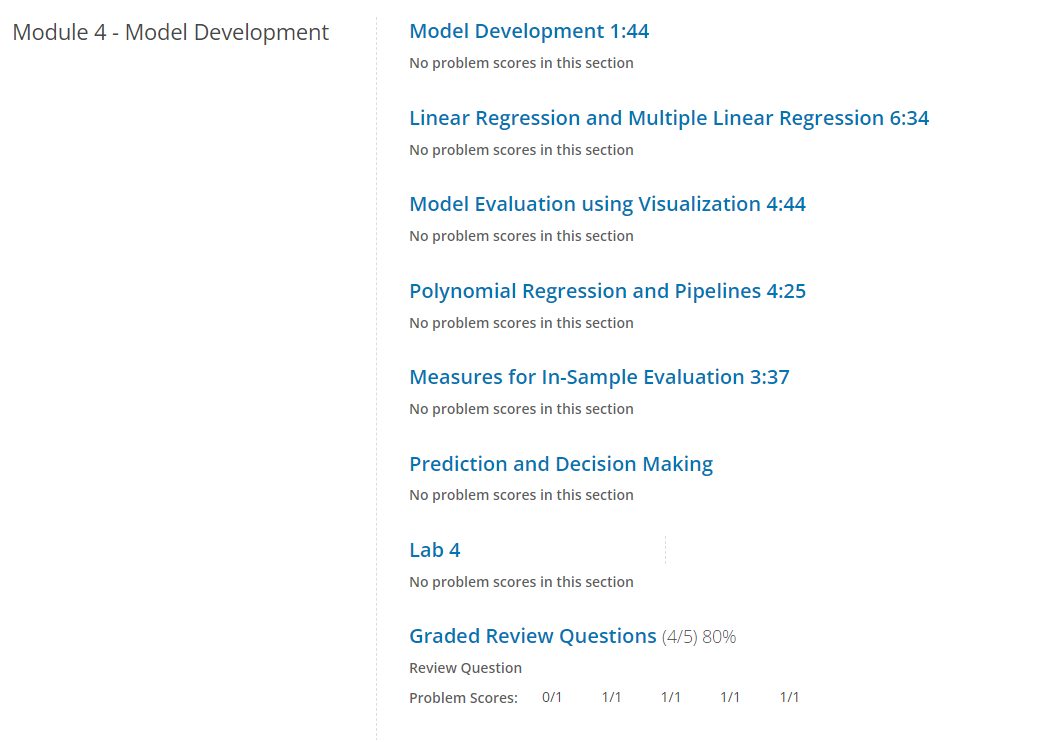 Module 4 - Model Development
Model Development 1:44
No problem scores in this section
Linear Regression and Multiple Linear Regression 6:34
No problem scores in this section
Model Evaluation using Visualization 4:44
No problem scores in this section
Polynomial Regression and Pipelines 4:25
No problem scores in this section
Measures for In-Sample Evaluation 3:37
No problem scores in this section
Prediction and Decision Making
No problem scores in this section
Lab 4
No problem scores in this section
Graded Review Questions (4/5) 80%
Review Question
Problem Scores: 0/1 1/1 1/1 1/1 1/1